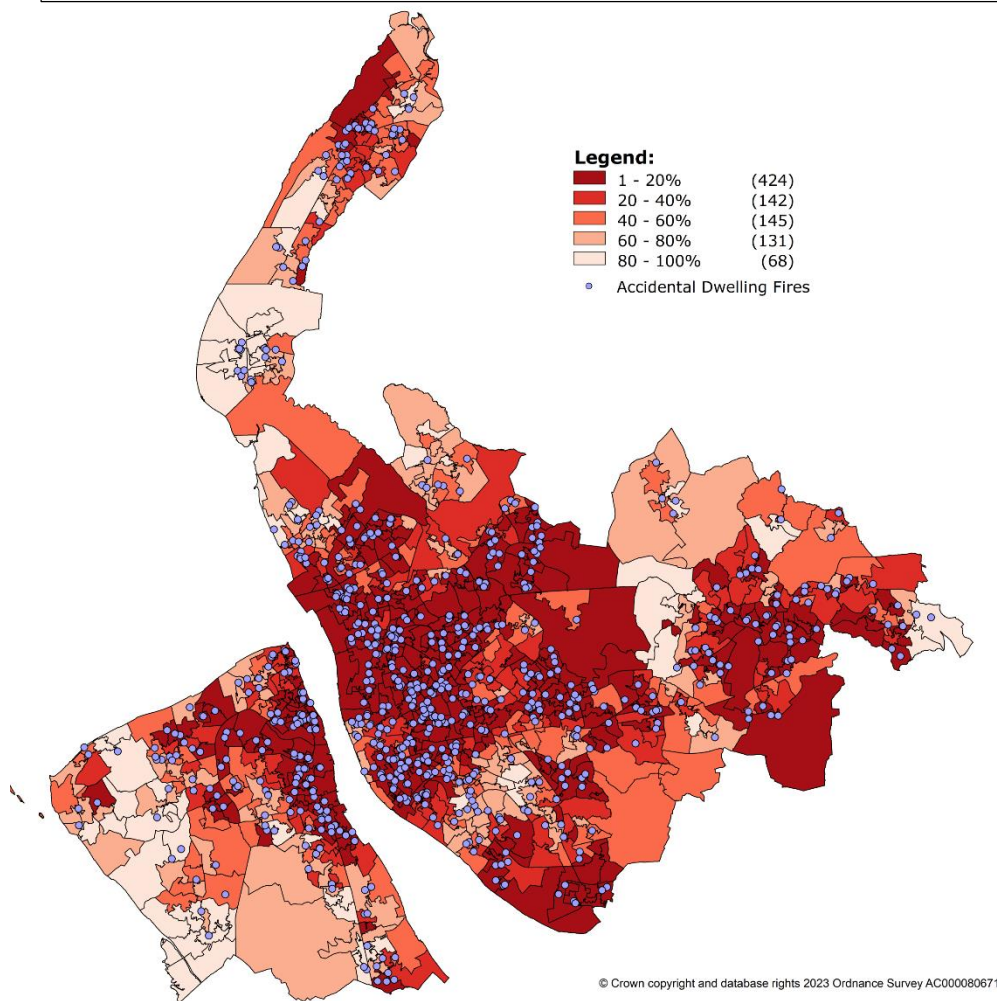 Legend:
1 - 20% (424)
20 - 40% (142)
40 - 60% (145)
60 - 80% (131)
80 - 100% (68)
Accidental Dwelling Fires
© Crown copyright and database rights 2023 Ordnance Survey AC000080671